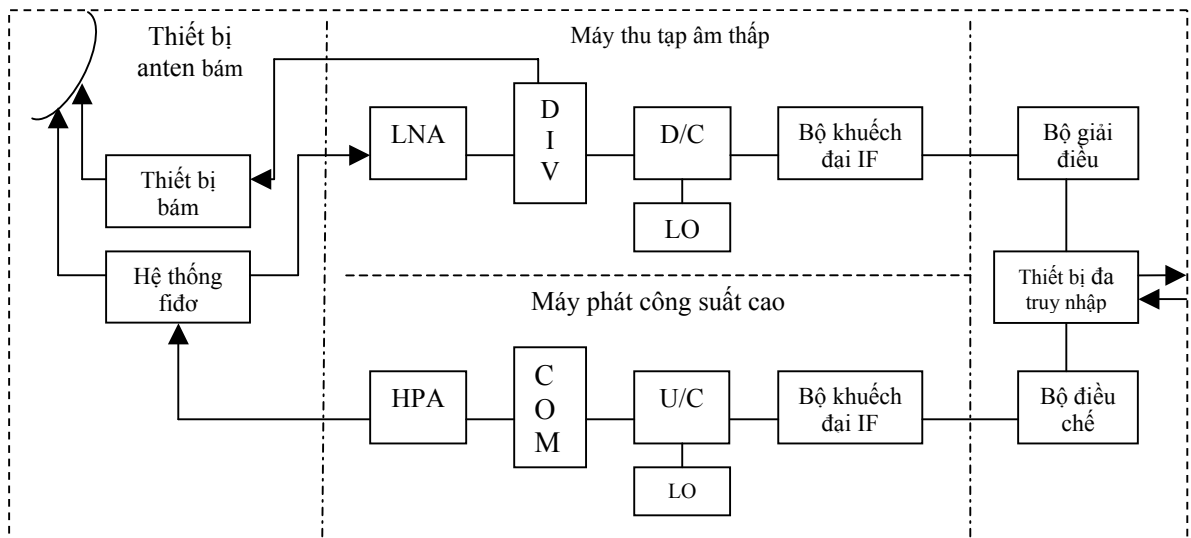 Thiết bị
anten bám
Máy thu tạp âm thấp
LNA
D
I
V
D/C
Bộ khuếch
đại IF
Bộ giải
điều
Thiết bị
bám
LO
Hệ thống
fiđơ
Thiết bị đa
truy nhập
Máy phát công suất cao
HPA
C
O
M
U/C
Bộ khuếch
đại IF
Bộ điều
chế
LO